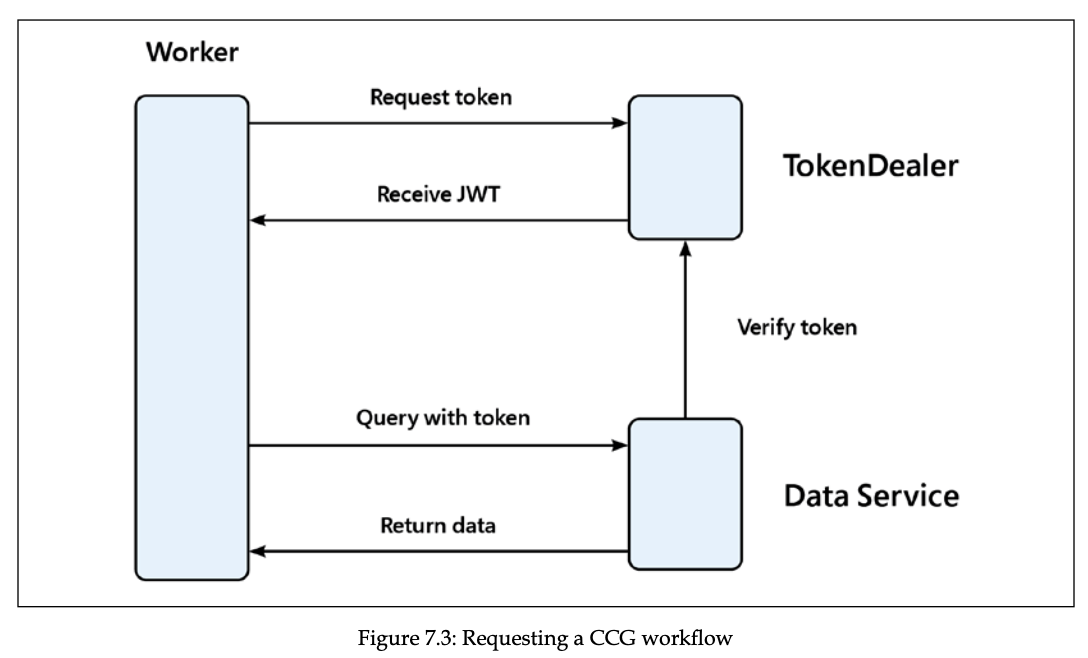 Worker
Request token
TokenDealer
Receive JWT
Verify token
Query with token
Data Service
Return data
Figure 7.3: Requesting a CCG workflow